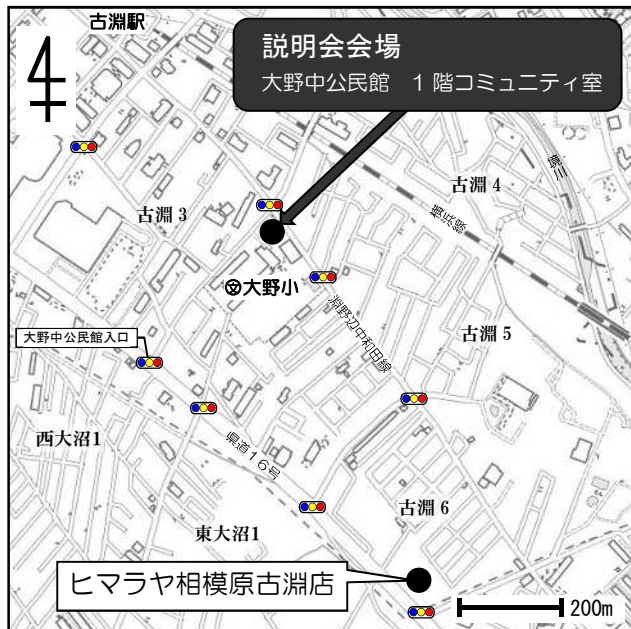 古淵駅
説明会会場
大野中公民館　１階コミュニティ室
古淵 4
境川
横浜線
古淵 3
大野小
淵野辺中和田線
古淵 5
大野中公民館入口
西大沼1
県道１６号
古淵 6
東大沼1
ヒマラヤ相模原古淵店
200m